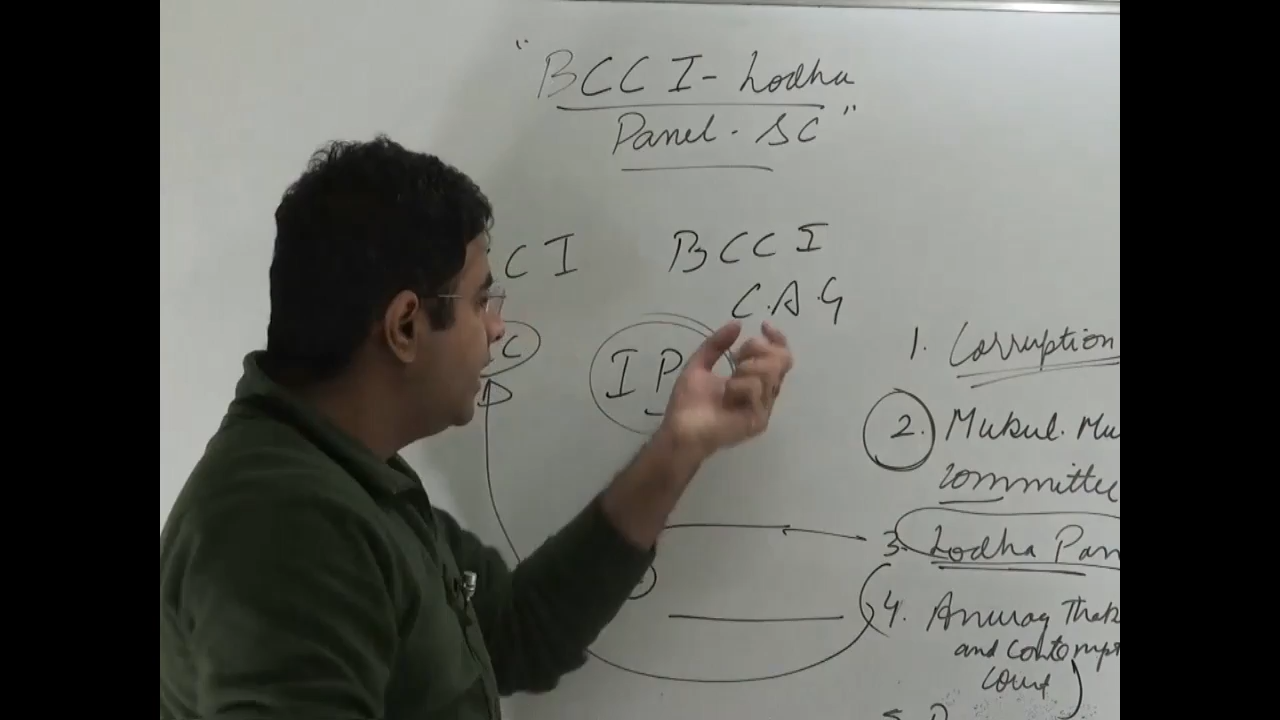 "BCCI - Lodha
Panel - SC"
CI
BCCI
C.A.G
IP
1. Corruption
2. Mukul. Mu
Committee
3. Lodha Pan
4. Anurag Thak
and Contempt
Court
5.